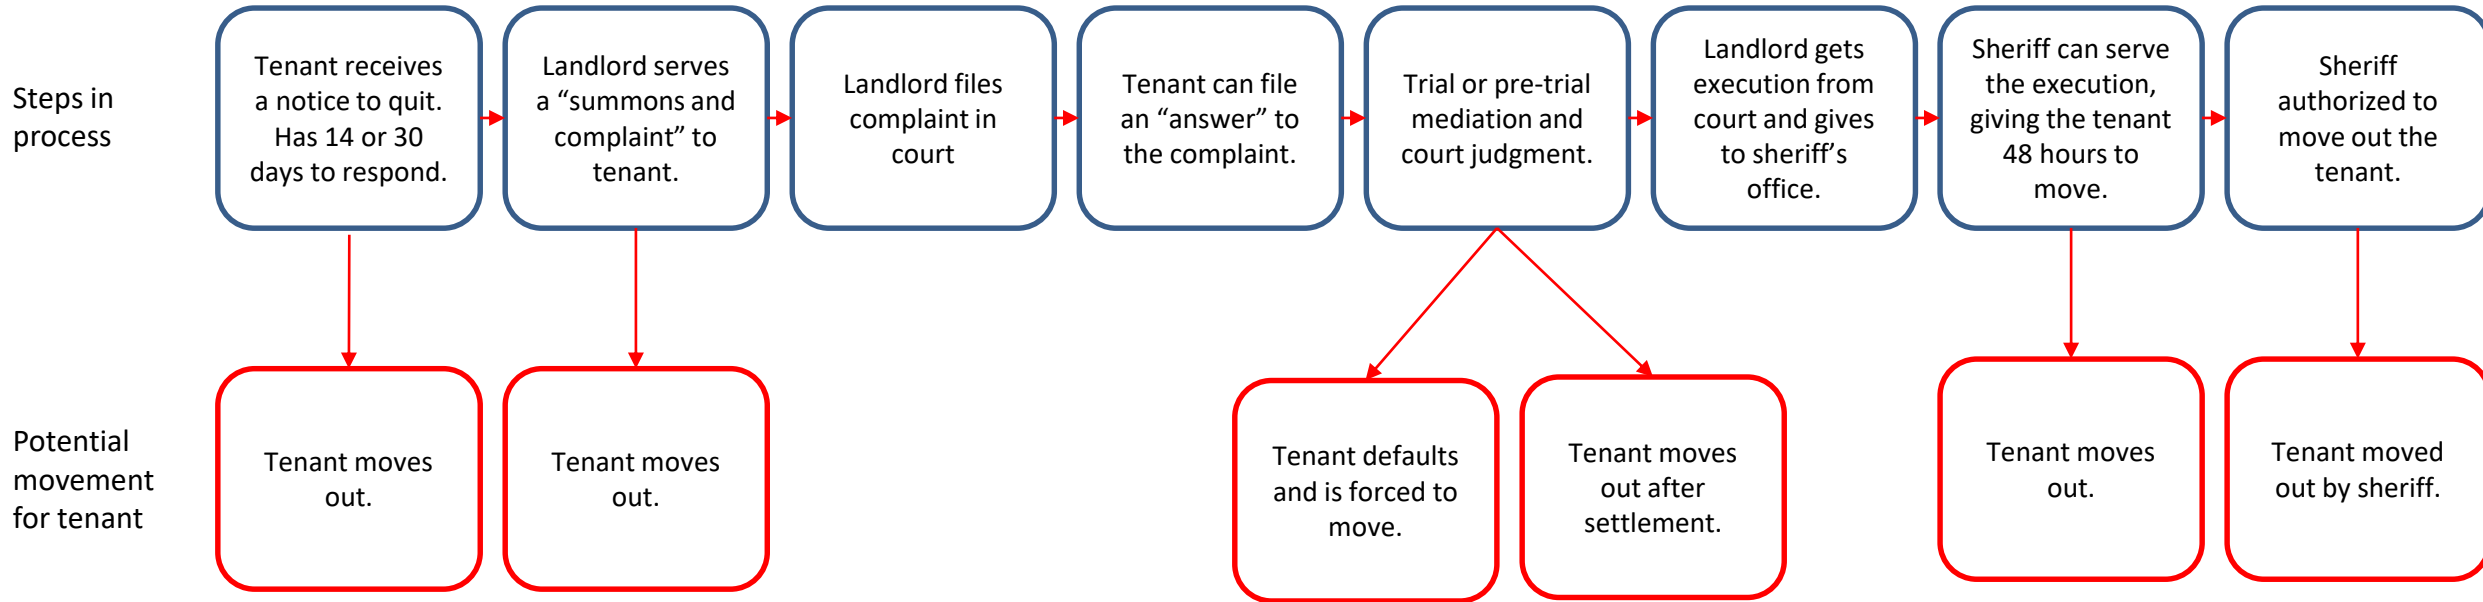 Steps in
process
Tenant receives
a notice to quit.
Has 14 or 30
days to respond.
Landlord serves
a “summons and
complaint” to
tenant.
Landlord files
complaint in
court
Tenant can file
an “answer” to
the complaint.
Trial or pre-trial
mediation and
court judgment.
Landlord gets
execution from
court and gives
to sheriff’s
office.
Sheriff can serve
the execution,
giving the tenant
48 hours to
move.
Sheriff
authorized to
move out the
tenant.
Potential
movement
for tenant
Tenant moves
out.
Tenant moves
out.
Tenant defaults
and is forced to
move.
Tenant moves
out after
settlement.
Tenant moves
out.
Tenant moved
out by sheriff.